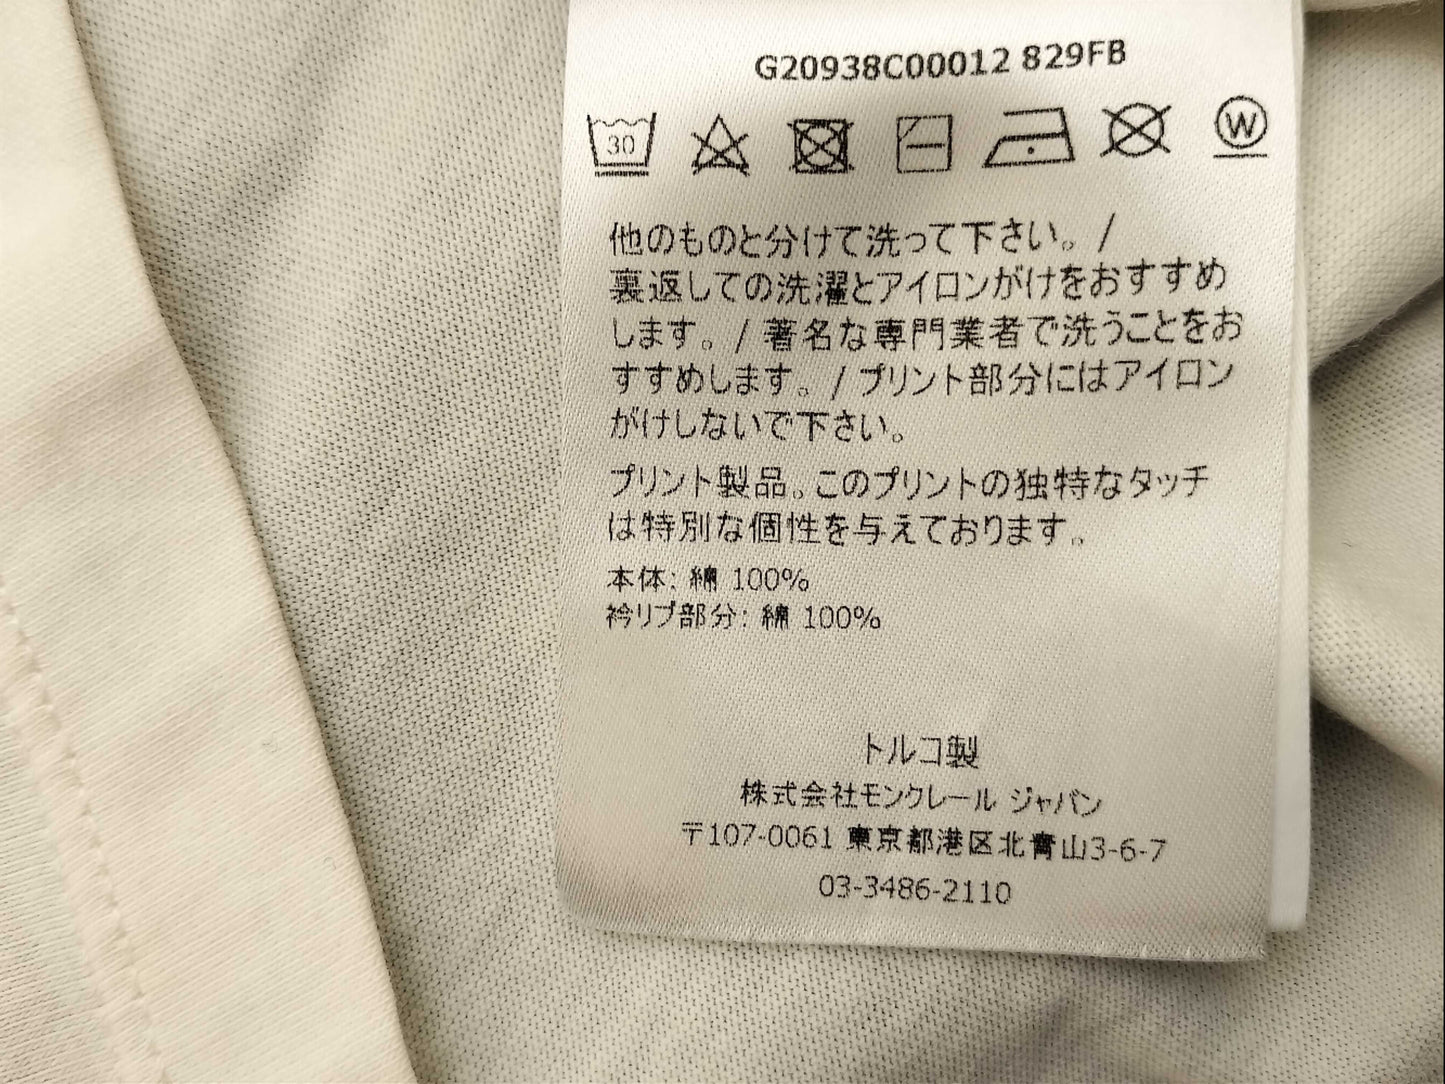 G20938C00012 829FB
30
W
他のものと分けて洗って下さい。/
裏返しての洗濯とアイロンがけをおすすめ
します。/ 著名な専門業者で洗うことをお
すすめします。/ プリント部分にはアイロン
がけしないで下さい。
プリント製品。このプリントの独特なタッチ
は特別な個性を与えております。
本体: 綿 100%
衿リブ部分: 綿 100%
トルコ製
株式会社モンクレール ジャパン
〒107-0061 東京都港区北青山3-6-7
03-3486-2110